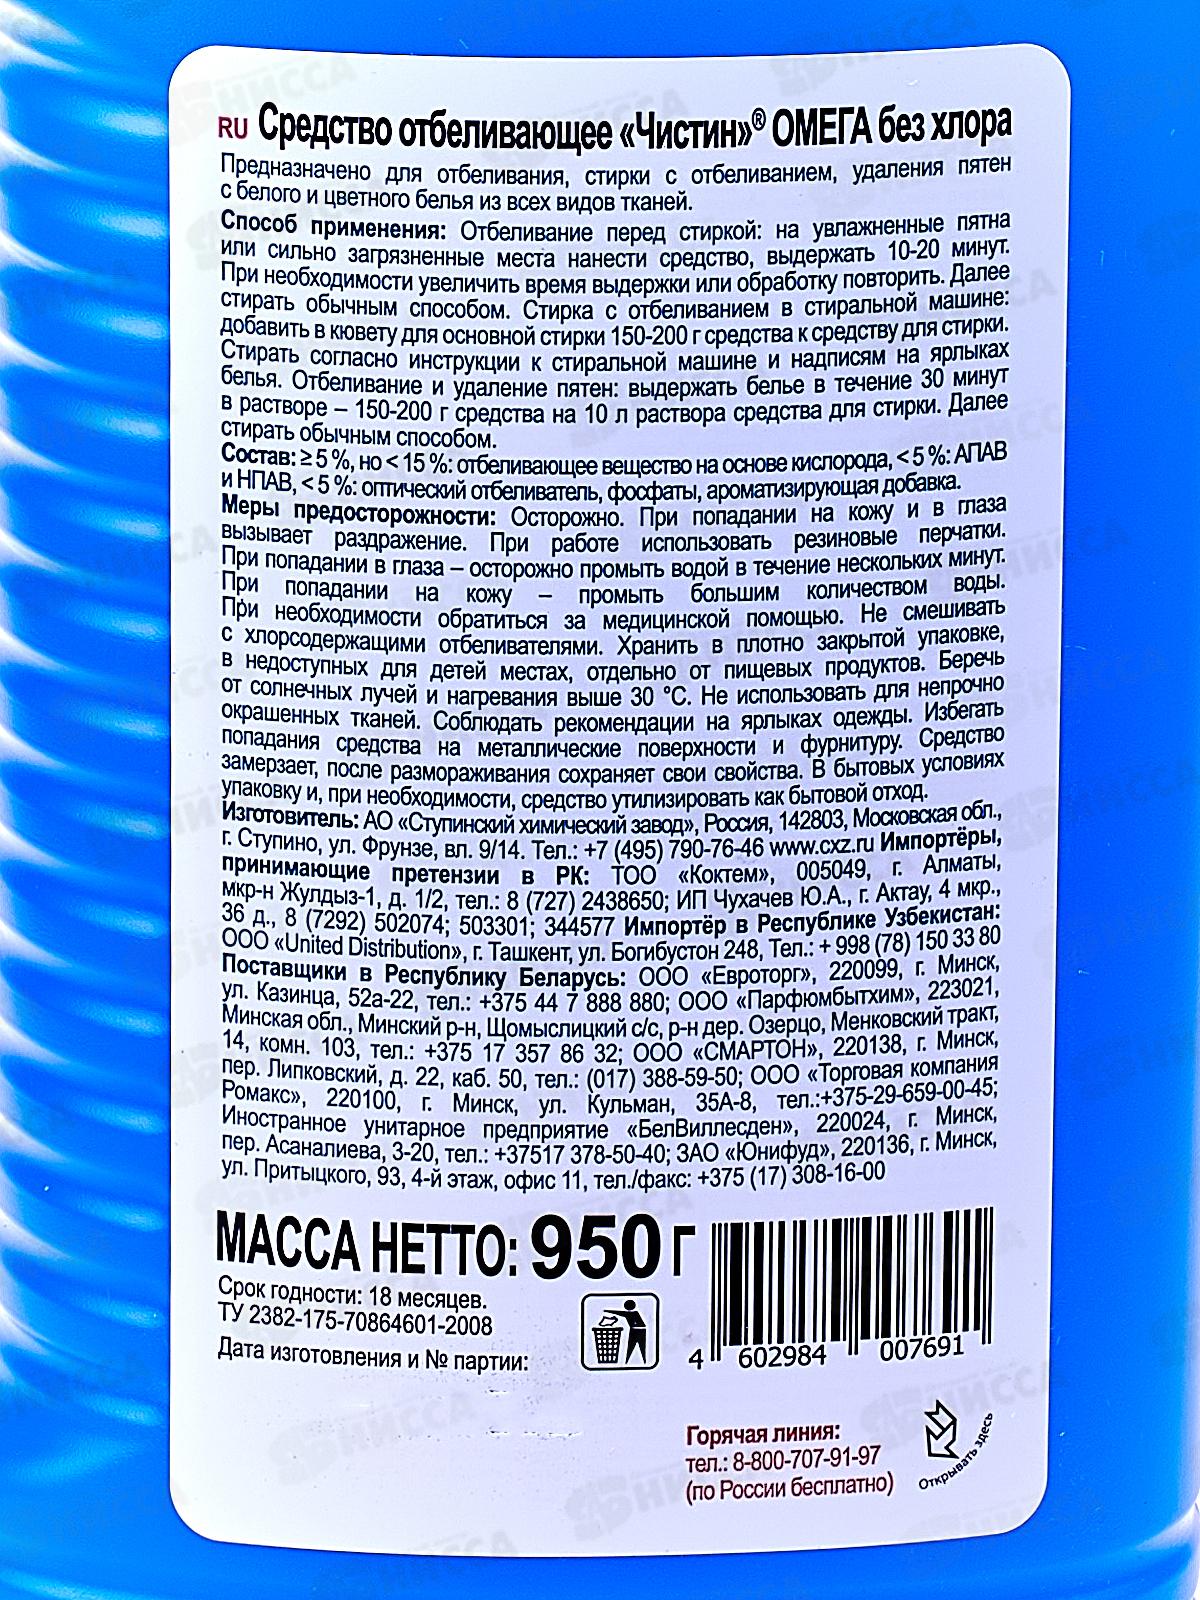 RU Средство отбеливающее «Чистин»® ОМЕГА без хлора
Предназначено для отбеливания, стирки с отбеливанием, удаления пятен
с белого и цветного белья из всех видов тканей.
Способ применения: Отбеливание перед стиркой: на увлажненные пятна
или сильно загрязненные места нанести средство, выдержать 10-20 минут.
При необходимости увеличить время выдержки или обработку повторить. Далее
стирать обычным способом. Стирка с отбеливанием в стиральной машине:
добавить в кювету для основной стирки 150-200 г средства к средству для стирки.
Стирать согласно инструкции к стиральной машине и надписям на ярлыках
белья. Отбеливание и удаление пятен: выдержать белье в течение 30 минут
в растворе – 150-200 г средства на 10 л раствора средства для стирки. Далее
стирать обычным способом.
Состав: ≥ 5 %, но < 15 %: отбеливающее вещество на основе кислорода, < 5 %: АПАВ
и НПАВ, < 5 %: оптический отбеливатель, фосфаты, ароматизирующая добавка.
Меры предосторожности: Осторожно. При попадании на кожу и в глаза
вызывает раздражение. При работе использовать резиновые перчатки.
При попадании в глаза – осторожно промыть водой в течение нескольких минут.
При попадании на кожу – промыть большим количеством воды.
При необходимости обратиться за медицинской помощью. Не смешивать
с хлорсодержащими отбеливателями. Хранить в плотно закрытой упаковке,
в недоступных для детей местах, отдельно от пищевых продуктов. Беречь
от солнечных лучей и нагревания выше 30 °С. Не использовать для непрочно
окрашенных тканей. Соблюдать рекомендации на ярлыках одежды. Избегать
попадания средства на металлические поверхности и фурнитуру. Средство
замерзает, после размораживания сохраняет свои свойства. В бытовых условиях
упаковку и, при необходимости, средство утилизировать как бытовой отход.
Изготовитель: АО «Ступинский химический завод», Россия, 142803, Московская обл.,
г. Ступино, ул. Фрунзе, вл. 9/14. Тел.: +7 (495) 790-76-46 www.cxz.ru Импортёры,
принимающие претензии в РК: ТОО «Коктем», 005049, г. Алматы,
мкр-н Жулдыз-1, д. 1/2, тел.: 8 (727) 2438650; ИП Чухачев Ю.А., г. Актау, 4 мкр.,
36 д., 8 (7292) 502074; 503301; 344577 Импортёр в Республике Узбекистан:
ООО «United Distribution», г. Ташкент, ул. Богибустон 248, Тел.: + 998 (78) 150 33 80
Поставщики в Республику Беларусь: ООО «Евроторг», 220099, г. Минск,
ул. Казинца, 52а-22, тел.: +375 44 7 888 880; ООО «Парфюмбытхим», 223021,
Минская обл., Минский р-н, Щомыслицкий с/с, р-н дер. Озерцо, Менковский тракт,
14, комн. 103, тел.: +375 17 357 86 32; ООО «СМАРТОН», 220138, г. Минск,
пер. Липковский, д. 22, каб. 50, тел.: (017) 388-59-50; ООО «Торговая компания
Ромакс», 220100, г. Минск, ул. Кульман, 35А-8, тел.:+375-29-659-00-45;
Иностранное унитарное предприятие «БелВиллесден», 220024, г. Минск,
пер. Асаналиева, 3-20, тел.: +37517 378-50-40; ЗАО «Юнифуд», 220136, г. Минск,
ул. Притыцкого, 93, 4-й этаж, офис 11, тел./факс: +375 (17) 308-16-00
МАССА НЕТТО: 950 г
Срок годности: 18 месяцев.
ТУ 2382-175-70864601-2008
Дата изготовления и № партии:
4 602984 007691
Горячая линия:
тел.: 8-800-707-91-97
(по России бесплатно)
Открывать здесь
НИССА